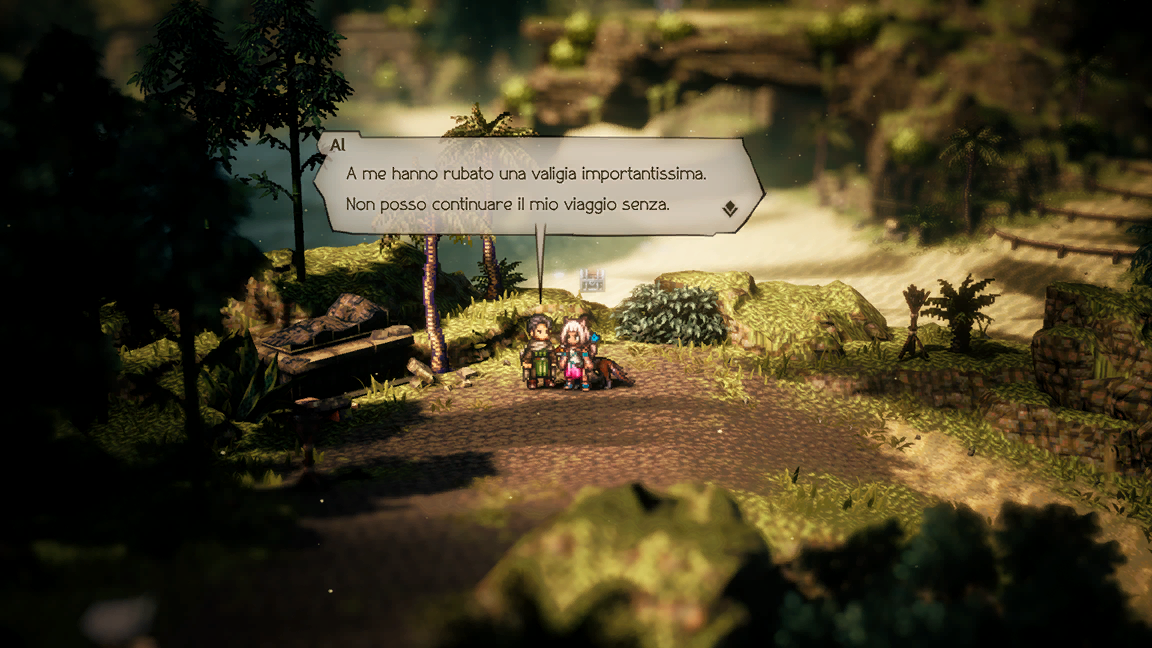 Al
A me hanno rubato una valigia importantissima.
Non posso continuare il mio viaggio senza.